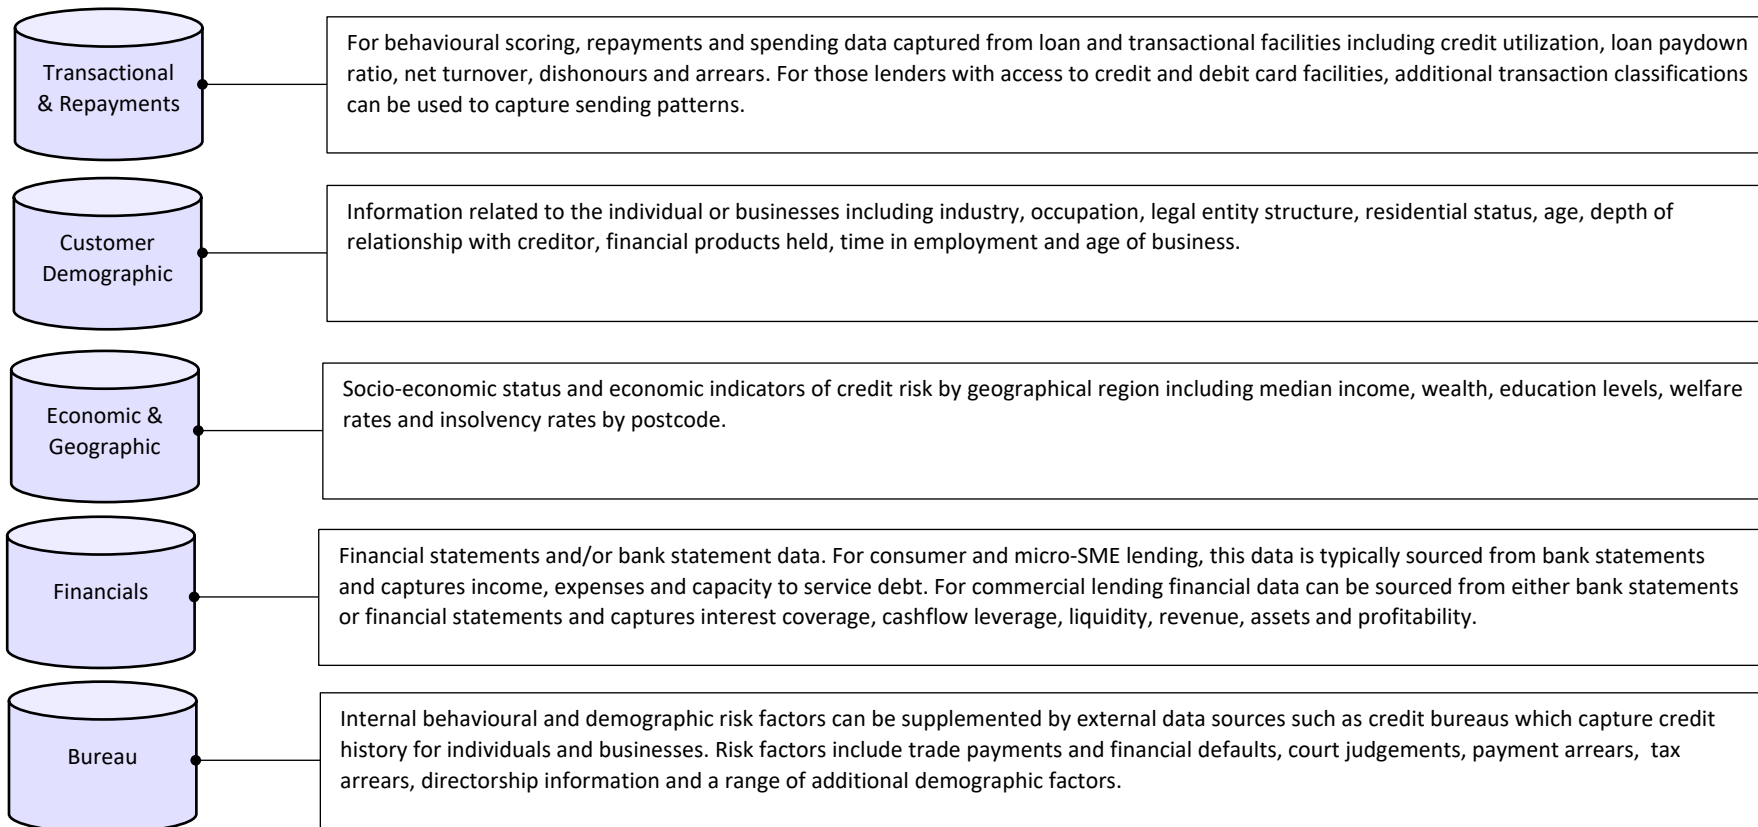 Transactional
& Repayments
For behavioural scoring, repayments and spending data captured from loan and transactional facilities including credit utilization, loan paydown
ratio, net turnover, dishonours and arrears. For those lenders with access to credit and debit card facilities, additional transaction classifications
can be used to capture sending patterns.
Customer
Demographic
Information related to the individual or businesses including industry, occupation, legal entity structure, residential status, age, depth of
relationship with creditor, financial products held, time in employment and age of business.
Economic &
Geographic
Socio-economic status and economic indicators of credit risk by geographical region including median income, wealth, education levels, welfare
rates and insolvency rates by postcode.
Financials
Financial statements and/or bank statement data. For consumer and micro-SME lending, this data is typically sourced from bank statements
and captures income, expenses and capacity to service debt. For commercial lending financial data can be sourced from either bank statements
or financial statements and captures interest coverage, cashflow leverage, liquidity, revenue, assets and profitability.
Bureau
Internal behavioural and demographic risk factors can be supplemented by external data sources such as credit bureaus which capture credit
history for individuals and businesses. Risk factors include trade payments and financial defaults, court judgements, payment arrears,  tax
arrears, directorship information and a range of additional demographic factors.